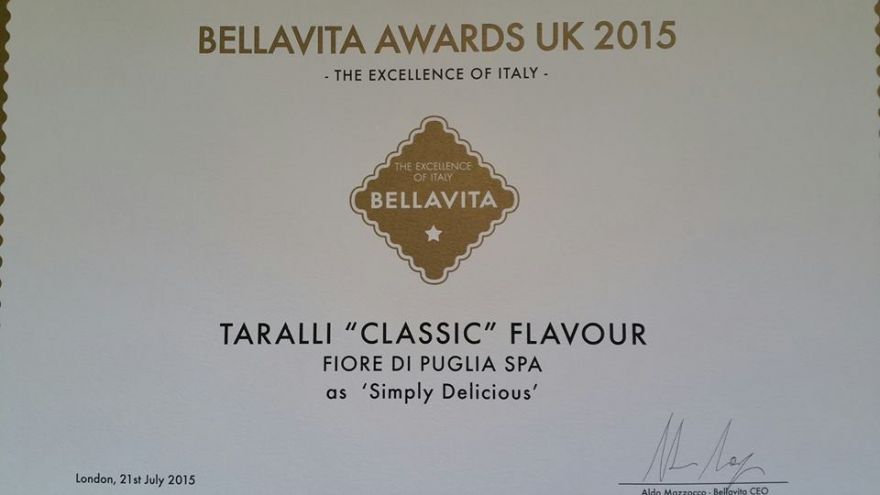 BELLAVITA AWARDS UK 2015
- THE EXCELLENCE OF ITALY -
THE EXCELLENCE
OF ITALY
BELLAVITA
TARALLI “CLASSIC” FLAVOUR
FIORE DI PUGLIA SPA
as ‘Simply Delicious’
London, 21st July 2015
Aldo Mazzocco - Bellavita CEO